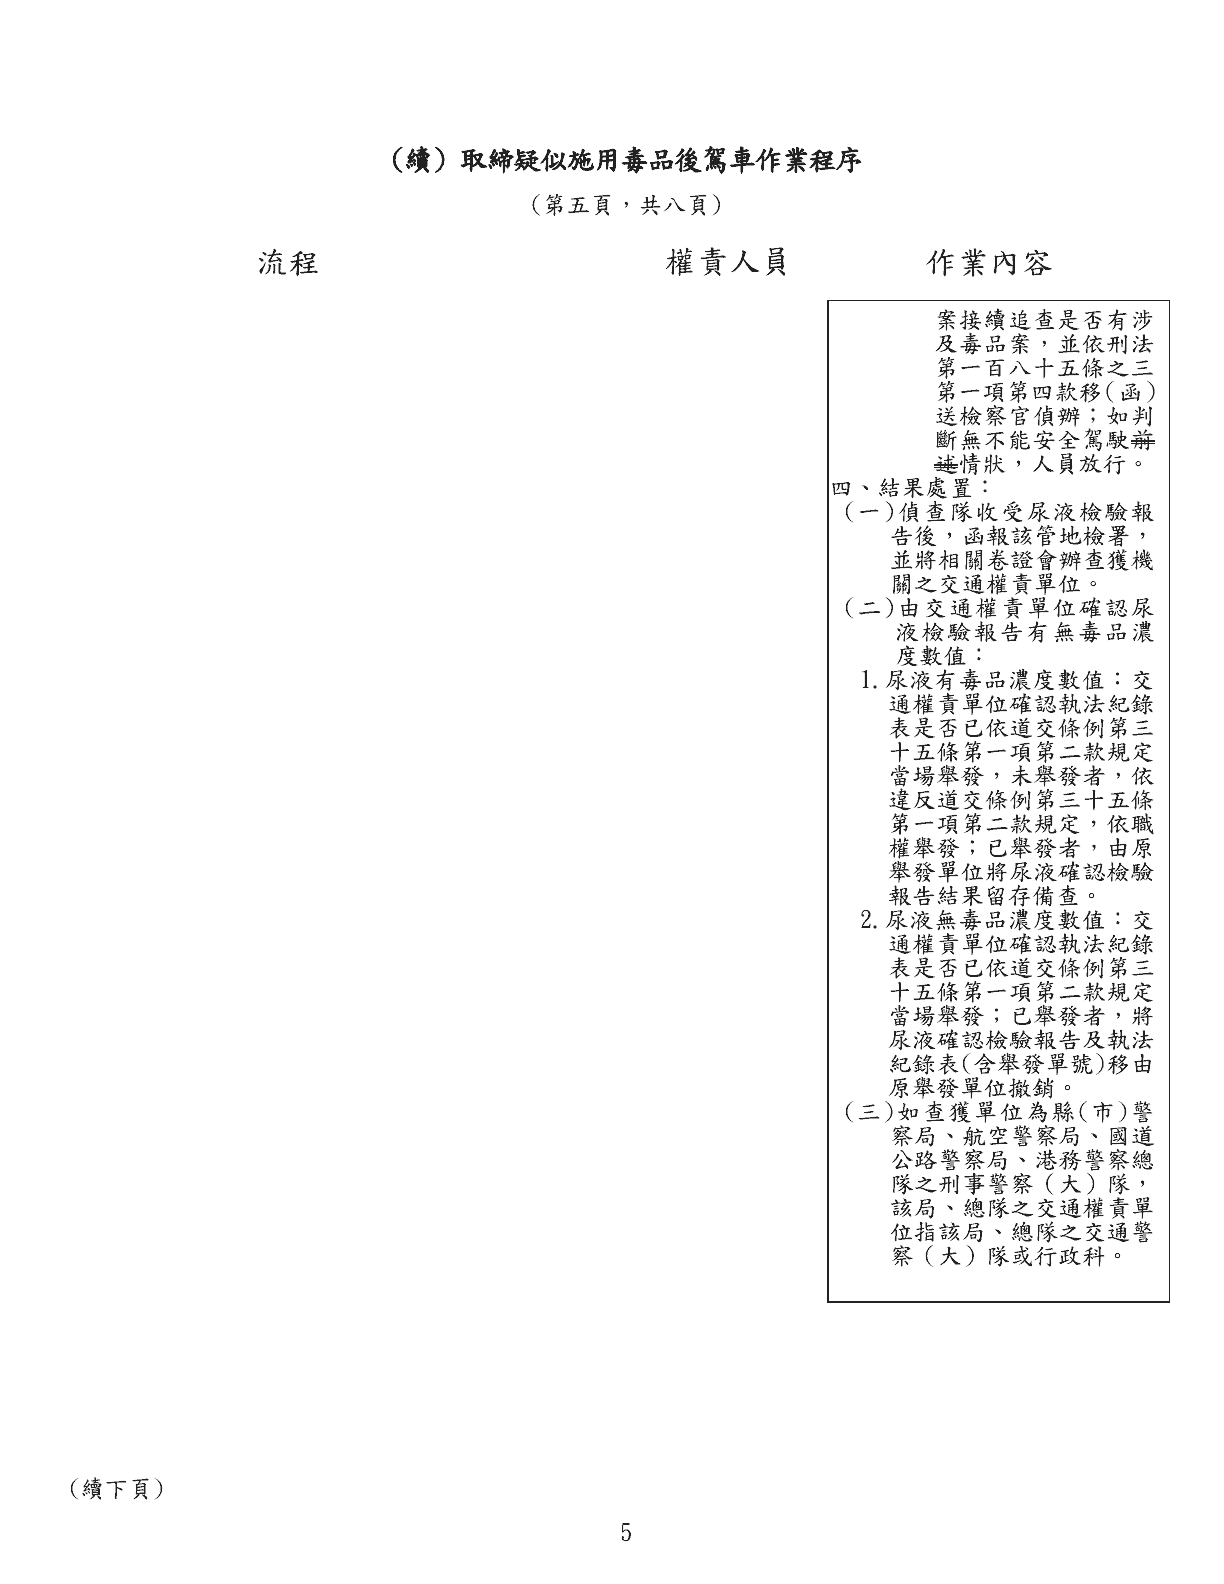 （續）取締疑似施用毒品後駕車作業程序
（第五頁，共八頁）
流程 權責人員 作業內容
案接續追查是否有涉
及毒品案，並依刑法
第一百八十五條之三
第一項第四款移(函)
送檢察官偵辦；如判
斷無不能安全駕駛前
述情狀，人員放行。
四、結果處置：
(一)偵查隊收受尿液檢驗報
告後，函報該管地檢署，
並將相關卷證會辦查獲機
關之交通權責單位。
(二)由交通權責單位確認尿
液檢驗報告有無毒品濃
度數值：
1.尿液有毒品濃度數值：交
通權責單位確認執法紀錄
表是否已依道交條例第三
十五條第一項第二款規定
當場舉發，未舉發者，依
違反道交條例第三十五條
第一項第二款規定，依職
權舉發；已舉發者，由原
舉發單位將尿液確認檢驗
報告結果留存備查。
2.尿液無毒品濃度數值：交
通權責單位確認執法紀錄
表是否已依道交條例第三
十五條第一項第二款規定
當場舉發；已舉發者，將
尿液確認檢驗報告及執法
紀錄表(含舉發單號)移由
原舉發單位撤銷。
(三)如查獲單位為縣(市)警
察局、航空警察局、國道
公路警察局、港務警察總
隊之刑事警察（大）隊，
該局、總隊之交通權責單
位指該局、總隊之交通警
察（大）隊或行政科。
（續下頁）
5